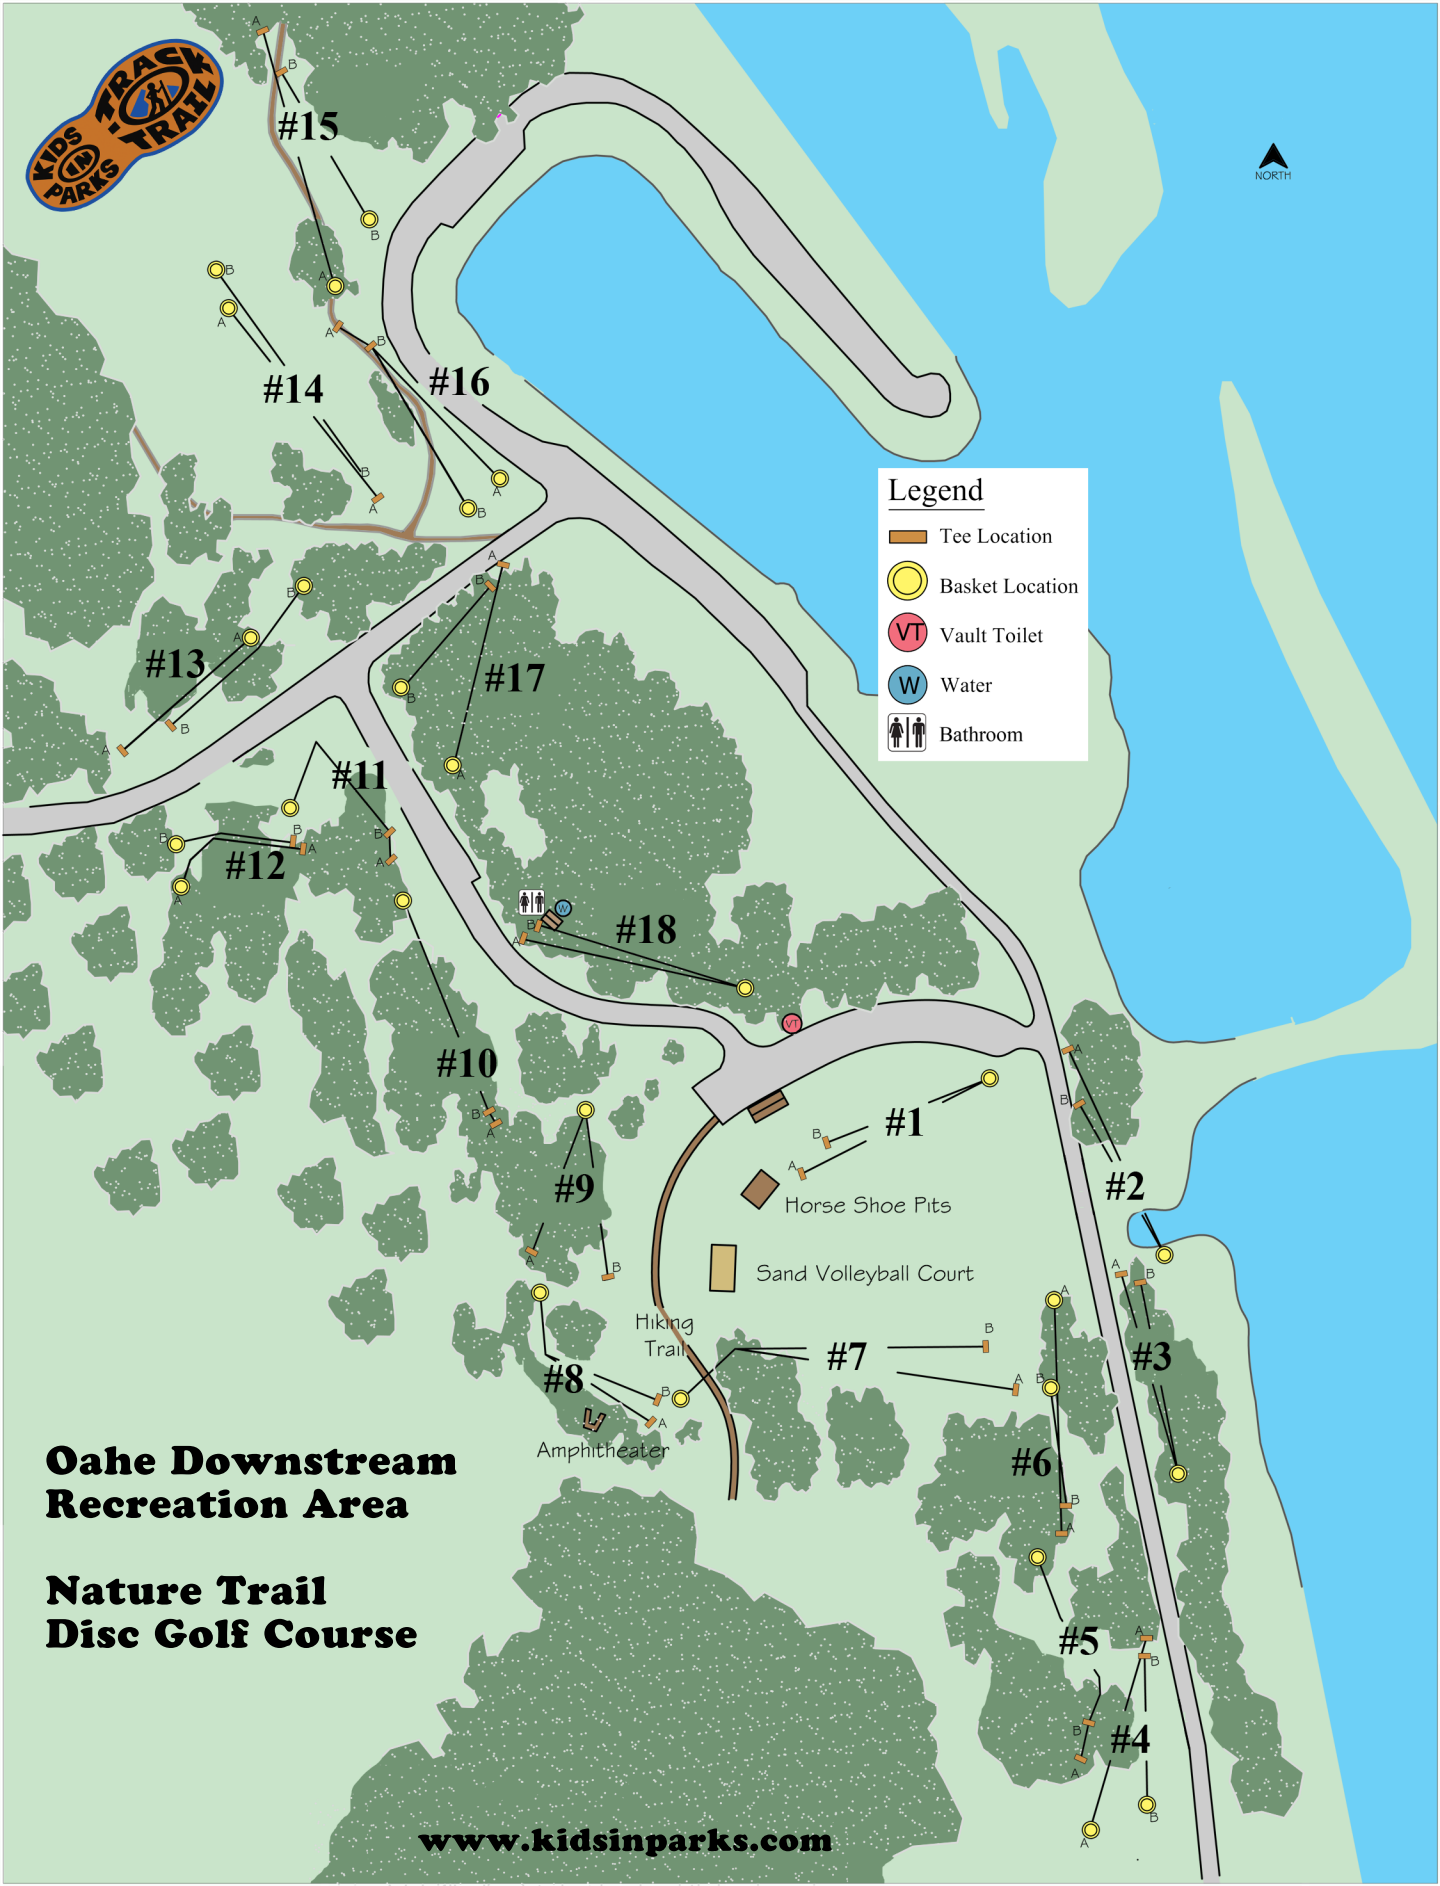 KIDS
IN
PARKS
TRACK
TRAIL
NORTH
A
B
#15
B
A
B
A
A
B
#16
#14
A
B
B
A
Legend
Tee Location
Basket Location
VT
Vault Toilet
W
Water
Bathroom
A
B
B
A
#13
A
B
#17
B
A
#11
B
A
B
B
A
#12
A
W
B
A
#18
VT
#10
B
A
A
B
#1
B
A
#2
Horse Shoe Pits
#9
A
B
Sand Volleyball Court
A
B
#3
A
Hiking
Trail
B
#7
A
B
#8
B
A
Amphitheater
#6
B
A
Oahe Downstream
Recreation Area
Nature Trail
Disc Golf Course
#5
A
B
B
A
#4
B
A
www.kidsinparks.com